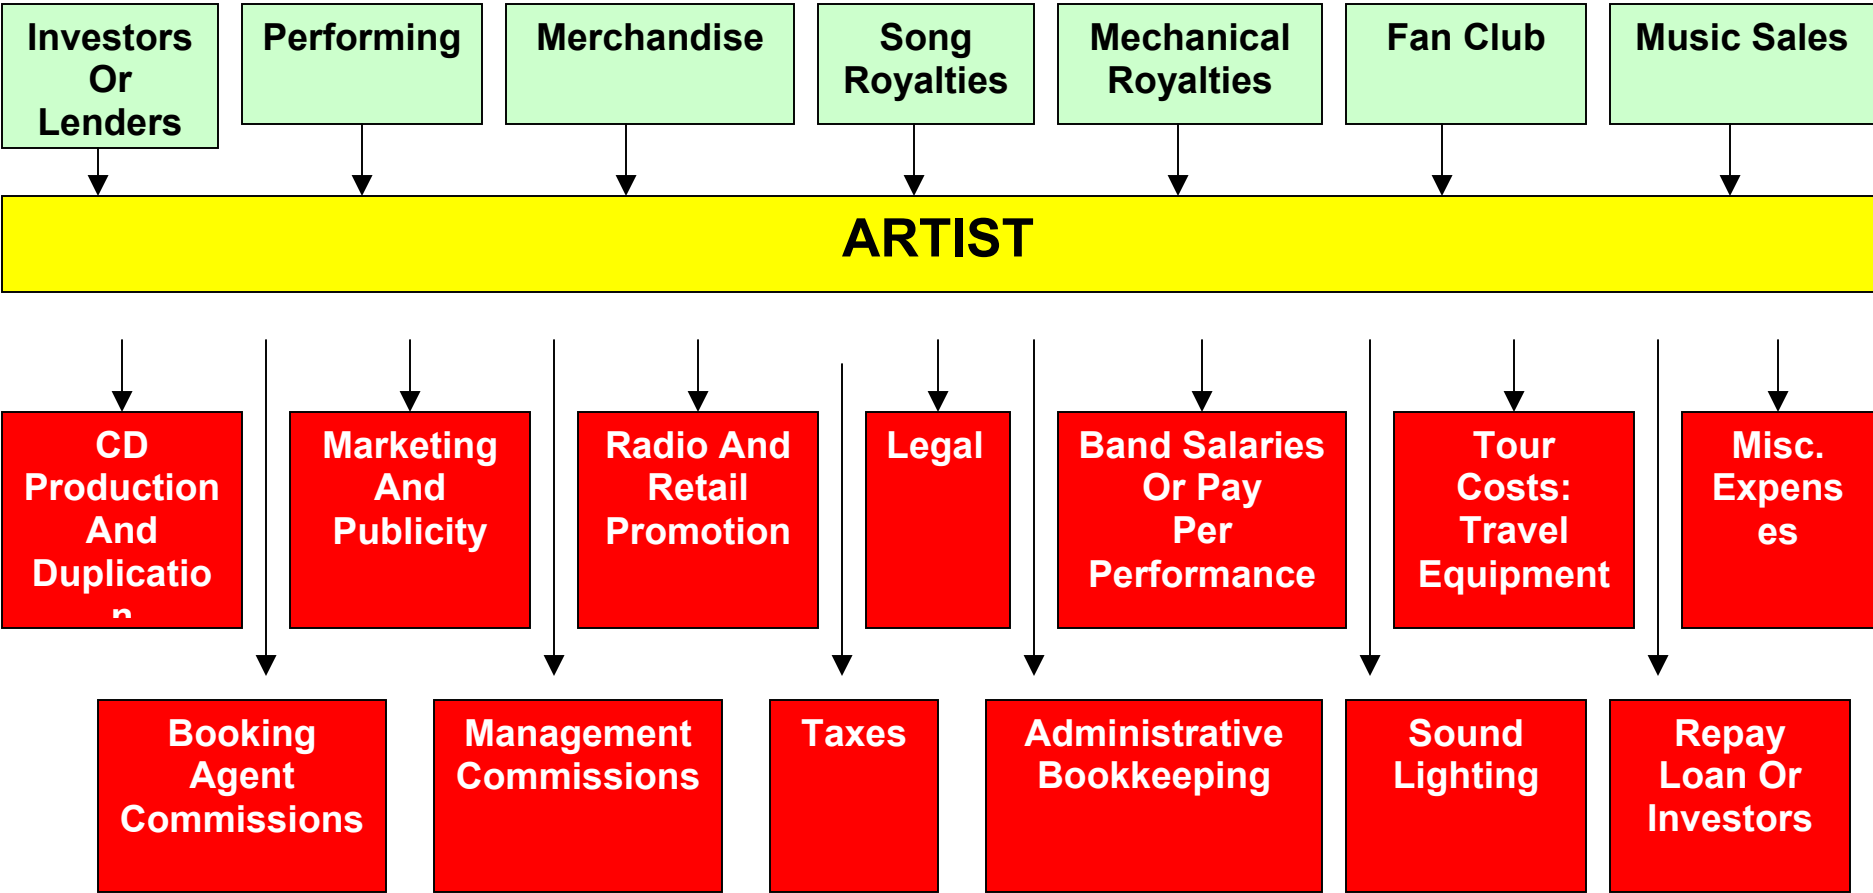 Investors
Or
Lenders
Performing
Merchandise
Song
Royalties
Mechanical
Royalties
Fan Club
Music Sales
ARTIST
CD
Production
And
Duplicatio
n
Marketing
And
Publicity
Radio And
Retail
Promotion
Legal
Band Salaries
Or Pay
Per
Performance
Tour
Costs:
Travel
Equipment
Misc.
Expens
es
Booking
Agent
Commissions
Management
Commissions
Taxes
Administrative
Bookkeeping
Sound
Lighting
Repay
Loan Or
Investors